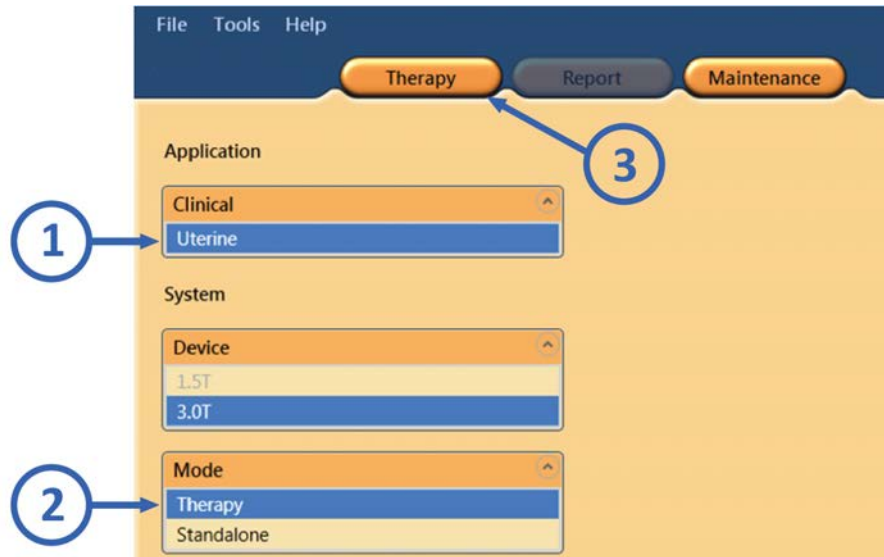 File Tools Help
Therapy Report Maintenance
3
Application
Clinical
1
Uterine
System
Device
1.5T
3.0T
Mode
2
Therapy
Standalone